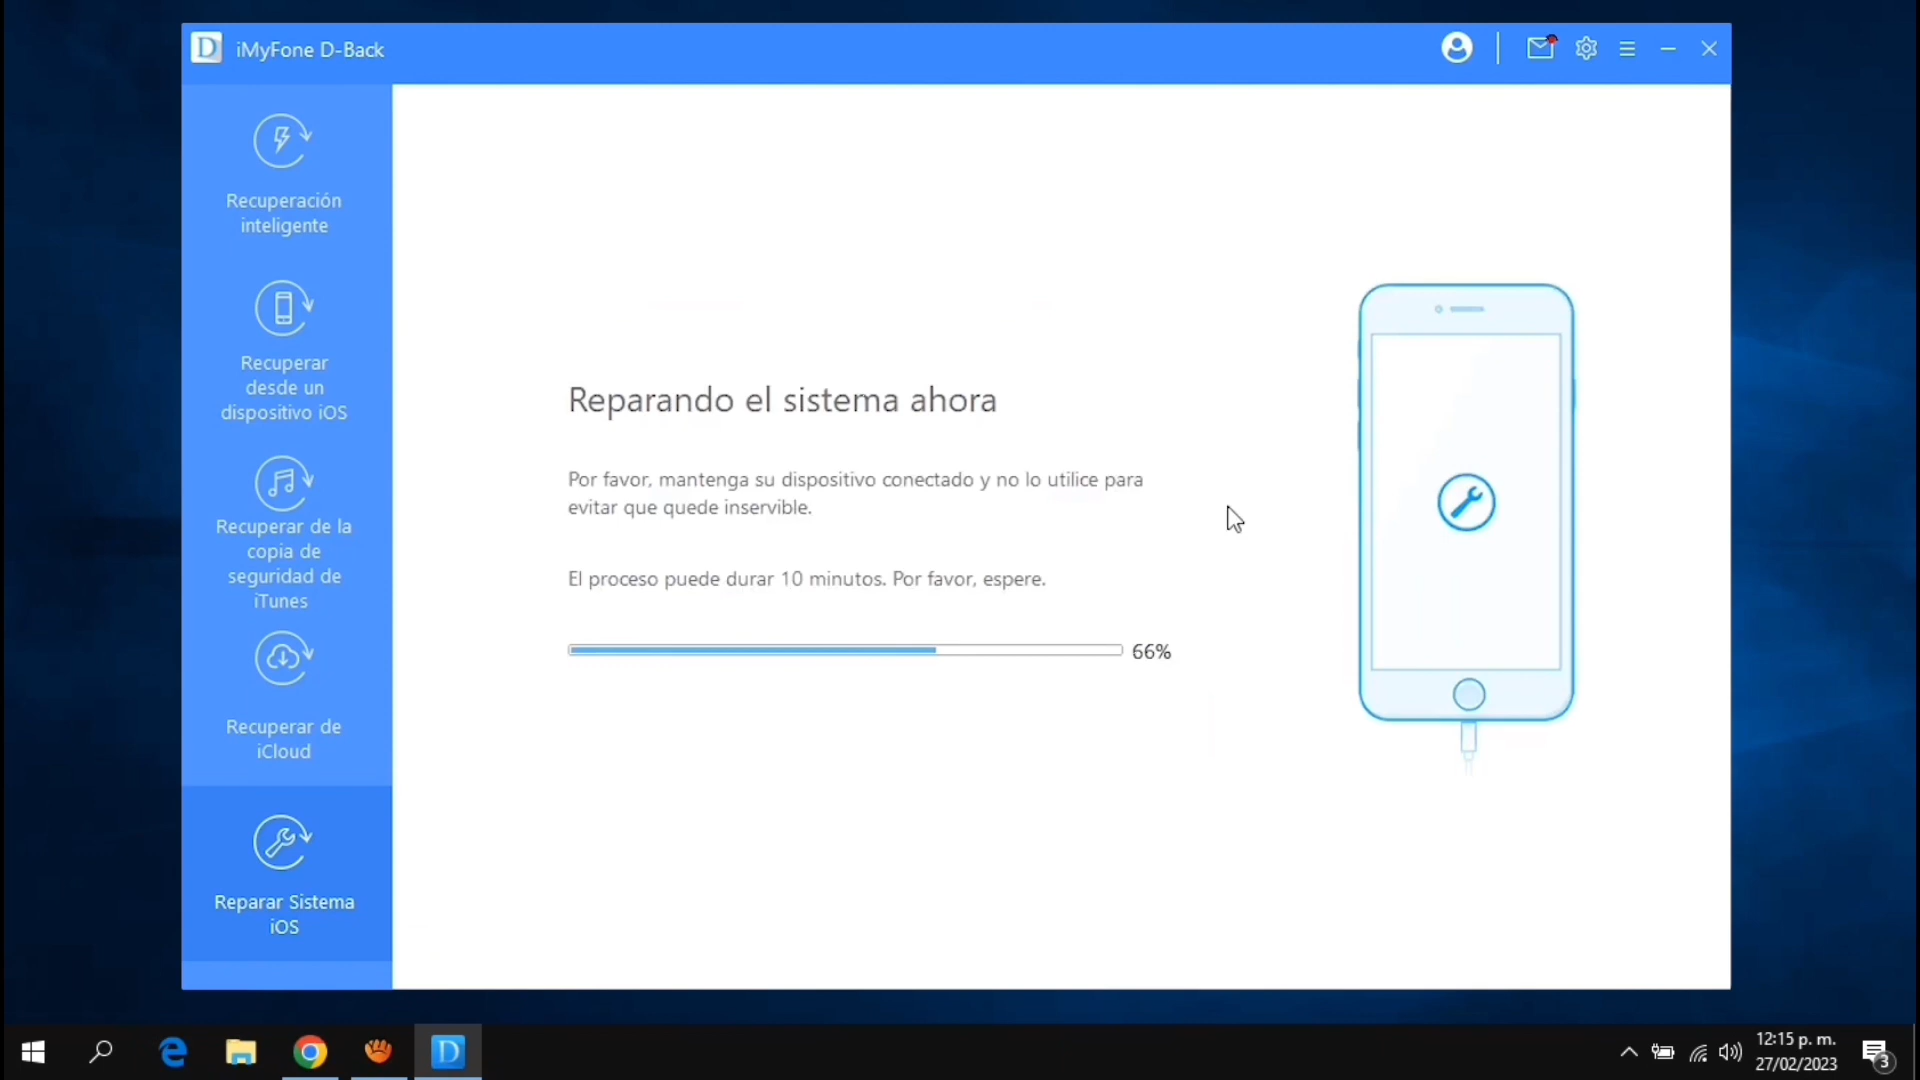 D iMyFone D-Back
Recuperación
inteligente
Recuperar
desde un
dispositivo iOS
Recuperar de la
copia de
seguridad de
iTunes
Recuperar de
iCloud
Reparar Sistema
iOS
Reparando el sistema ahora
Por favor, mantenga su dispositivo conectado y no lo utilice para
evitar que quede inservible.
El proceso puede durar 10 minutos. Por favor, espere.
66%
D
12:15 p. m.
27/02/2023
3